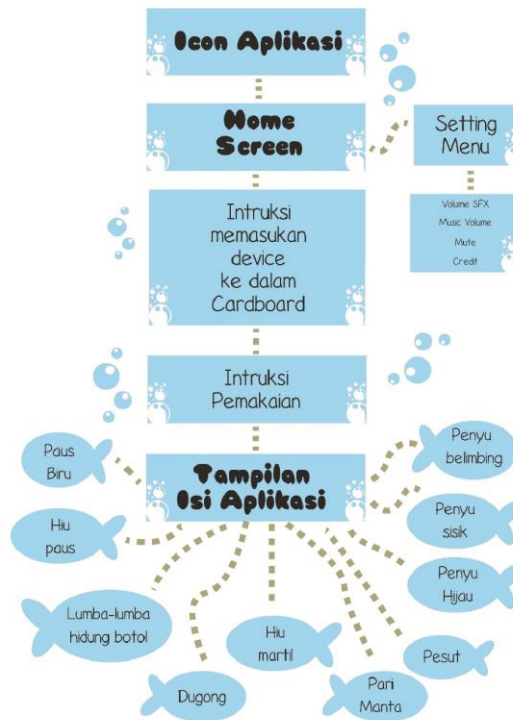 Icon Aplikasi
Home
Screen
Setting
Menu
Volume SFX
Music Volume
Mute
Credit
Intruksi
memasukan
device
ke dalam
Cardboard
Intruksi
Pemakaian
Tampilan
Isi Aplikasi
Paus
Biru
Hiu
paus
Lumba-lumba
hidung botol
Dugong
Hiu
martil
Pari
Manta
Pesut
Penyu
Hijau
Penyu
sisik
Penyu
belimbing